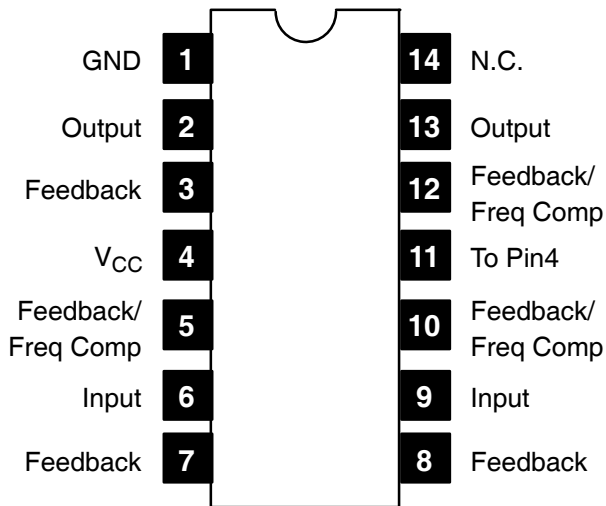 GND 1 14 N.C.
Output 2 13 Output
Feedback 3 12 Feedback/
Freq Comp
VCC 4 11 To Pin4
Feedback/
Freq Comp 5 10 Feedback/
Freq Comp
Input 6 9 Input
Feedback 7 8 Feedback